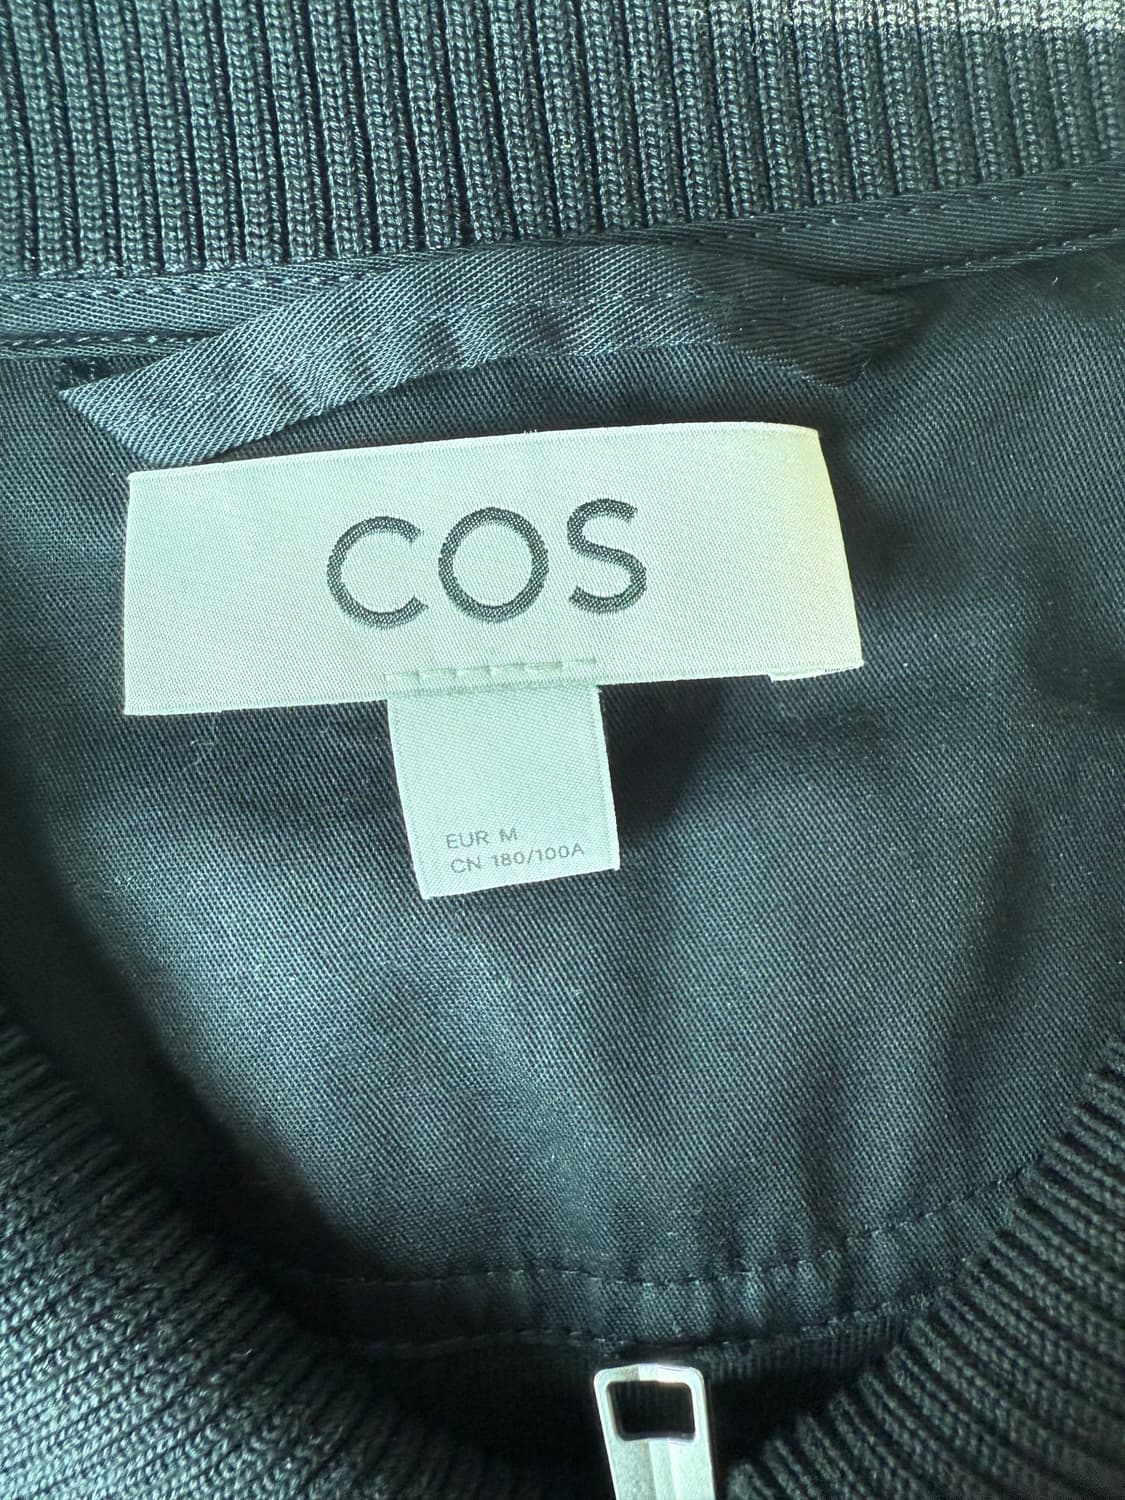 COS
EUR M
CN 180/100A